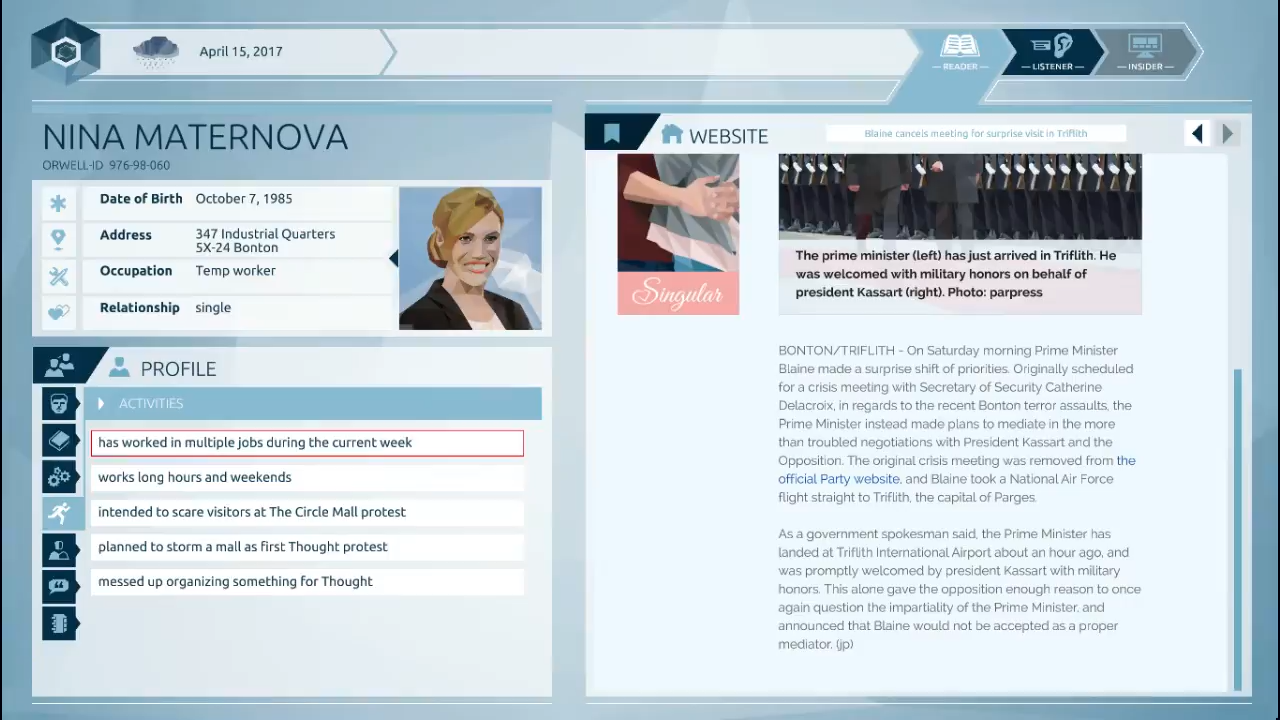 April 15, 2017
READER
LISTENER
INSIDER
NINA MATERNOVA
ORWELL-ID 976-98-060
Date of Birth October 7, 1985
Address 347 Industrial Quarters
5X-24 Bonton
Occupation Temp worker
Relationship single
PROFILE
ACTIVITIES
has worked in multiple jobs during the current week
works long hours and weekends
intended to scare visitors at The Circle Mall protest
planned to storm a mall as first Thought protest
messed up organizing something for Thought
WEBSITE
Blaine cancels meeting for surprise visit in Triflith
Singular
The prime minister (left) has just arrived in Triflith. He
was welcomed with military honors on behalf of
president Kassart (right). Photo: parpress
BONTON/TRIFLITH - On Saturday morning Prime Minister
Blaine made a surprise shift of priorities. Originally scheduled
for a crisis meeting with Secretary of Security Catherine
Delacroix, in regards to the recent Bonton terror assaults, the
Prime Minister instead made plans to mediate in the more
than troubled negotiations with President Kassart and the
Opposition. The original crisis meeting was removed from the
official Party website, and Blaine took a National Air Force
flight straight to Triflith, the capital of Parges.
As a government spokesman said, the Prime Minister has
landed at Triflith International Airport about an hour ago, and
was promptly welcomed by president Kassart with military
honors. This alone gave the opposition enough reason to once
again question the impartiality of the Prime Minister, and
announced that Blaine would not be accepted as a proper
mediator. (jp)